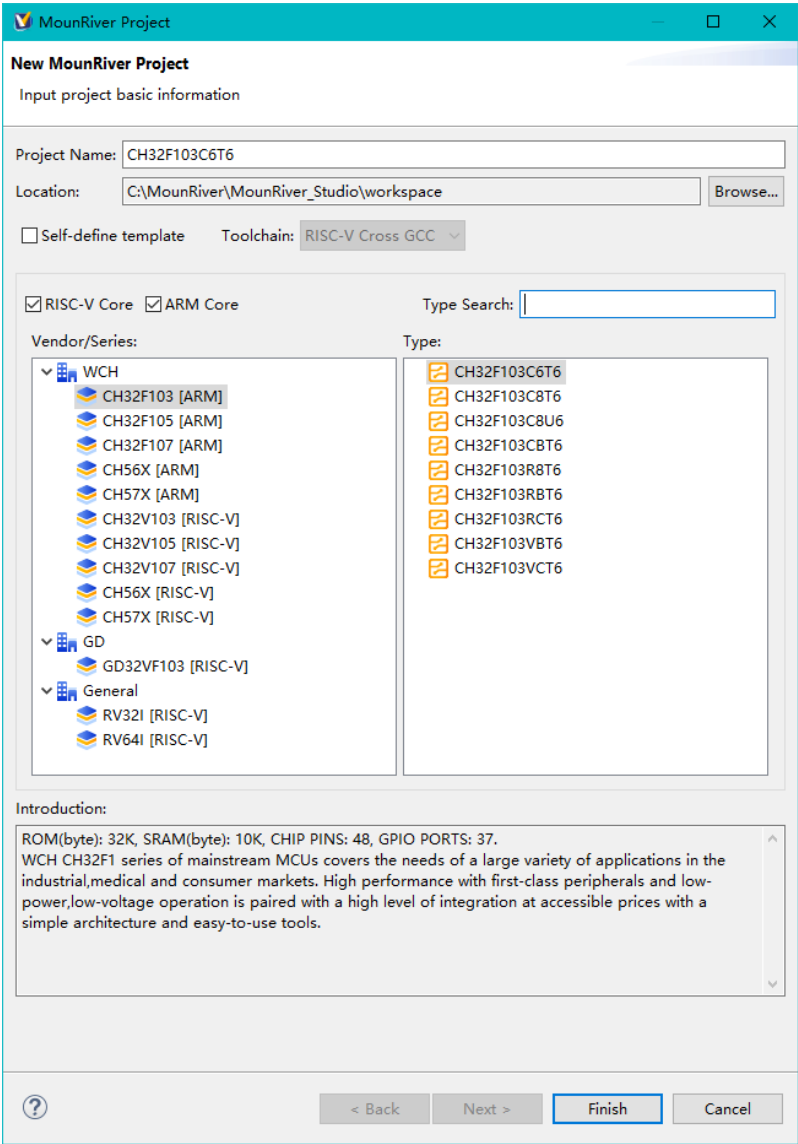 MounRiver Project
New MounRiver Project
Input project basic information
Project Name: CH32F103C6T6
Location: C:\MounRiver\MounRiver_Studio\workspace Browse...
Self-define template Toolchain: RISC-V Cross GCC
RISC-V Core ARM Core Type Search:
Vendor/Series:
WCH
CH32F103 [ARM]
CH32F105 [ARM]
CH32F107 [ARM]
CH56X [ARM]
CH57X [ARM]
CH32V103 [RISC-V]
CH32V105 [RISC-V]
CH32V107 [RISC-V]
CH56X [RISC-V]
CH57X [RISC-V]
GD
GD32VF103 [RISC-V]
General
RV32I [RISC-V]
RV64I [RISC-V]
Type:
CH32F103C6T6
CH32F103C8T6
CH32F103C8U6
CH32F103CBT6
CH32F103R8T6
CH32F103RBT6
CH32F103RCT6
CH32F103VBT6
CH32F103VCT6
Introduction:
ROM(byte): 32K, SRAM(byte): 10K, CHIP PINS: 48, GPIO PORTS: 37.
WCH CH32F1 series of mainstream MCUs covers the needs of a large variety of applications in the
industrial,medical and consumer markets. High performance with first-class peripherals and low-
power,low-voltage operation is paired with a high level of integration at accessible prices with a
simple architecture and easy-to-use tools.
< Back Next > Finish Cancel